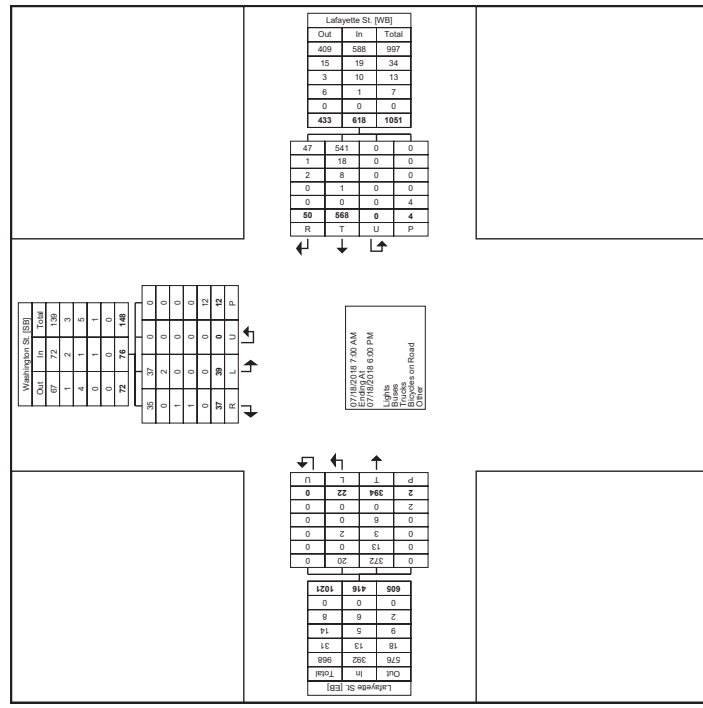 Lafayette St. [WB]
Out In Total
409 588 997
15 19 34
3 10 13
6 1 7
0 0 0
433 618 1051
47 541 0 0
1 18 0 0
2 8 0 0
0 1 0 0
0 0 0 4
50 568 0 4
R T U P
Washington St. [SB]
Out In Total
67 72 139
1 2 3
4 1 5
0 1 1
0 0 0
72 76 148
35 37 0 0
0 2 0 0
1 0 0 0
1 0 0 0
0 0 0 12
37 39 0 12
R L U P
07/18/2018 7:00 AM
Ending At
07/18/2018 6:00 PM
Lights
Buses
Trucks
Bicycles on Road
Other
Lafayette St. [EB]
Out In Total
576 392 968
18 13 31
9 5 14
2 6 8
0 0 0
605 416 1021
0 372 20 0
0 13 0 0
0 3 2 0
0 6 0 0
2 0 0 0
2 394 22 0
P T L U